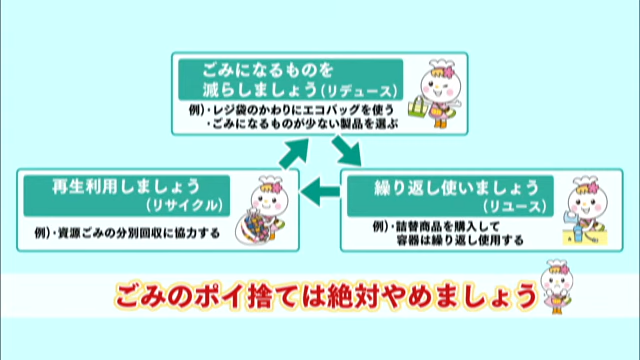 ごみになるものを
減らしましょう(リデュース)
例)・レジ袋のかわりにエコバッグを使う
・ごみになるものが少ない製品を選ぶ
再生利用しましょう
(リサイクル)
例)・資源ごみの分別回収に協力する
繰り返し使いましょう
(リユース)
例)・詰替商品を購入して
容器は繰り返し使用する
ごみのポイ捨ては絶対やめましょう